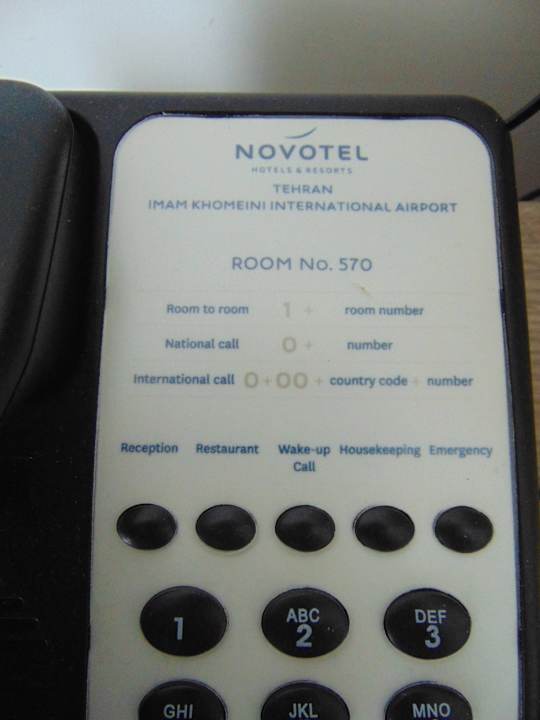 NOVOTEL
HOTELS & RESORTS
TEHRAN
IMAM KHOMEINI INTERNATIONAL AIRPORT
ROOM No. 570
Room to room 1 + room number
National call 0 + number
International call 0 + 00 + country code + number
Reception Restaurant Wake-up Call Housekeeping Emergency
1 ABC 2 DEF 3
GHI JKL MNO